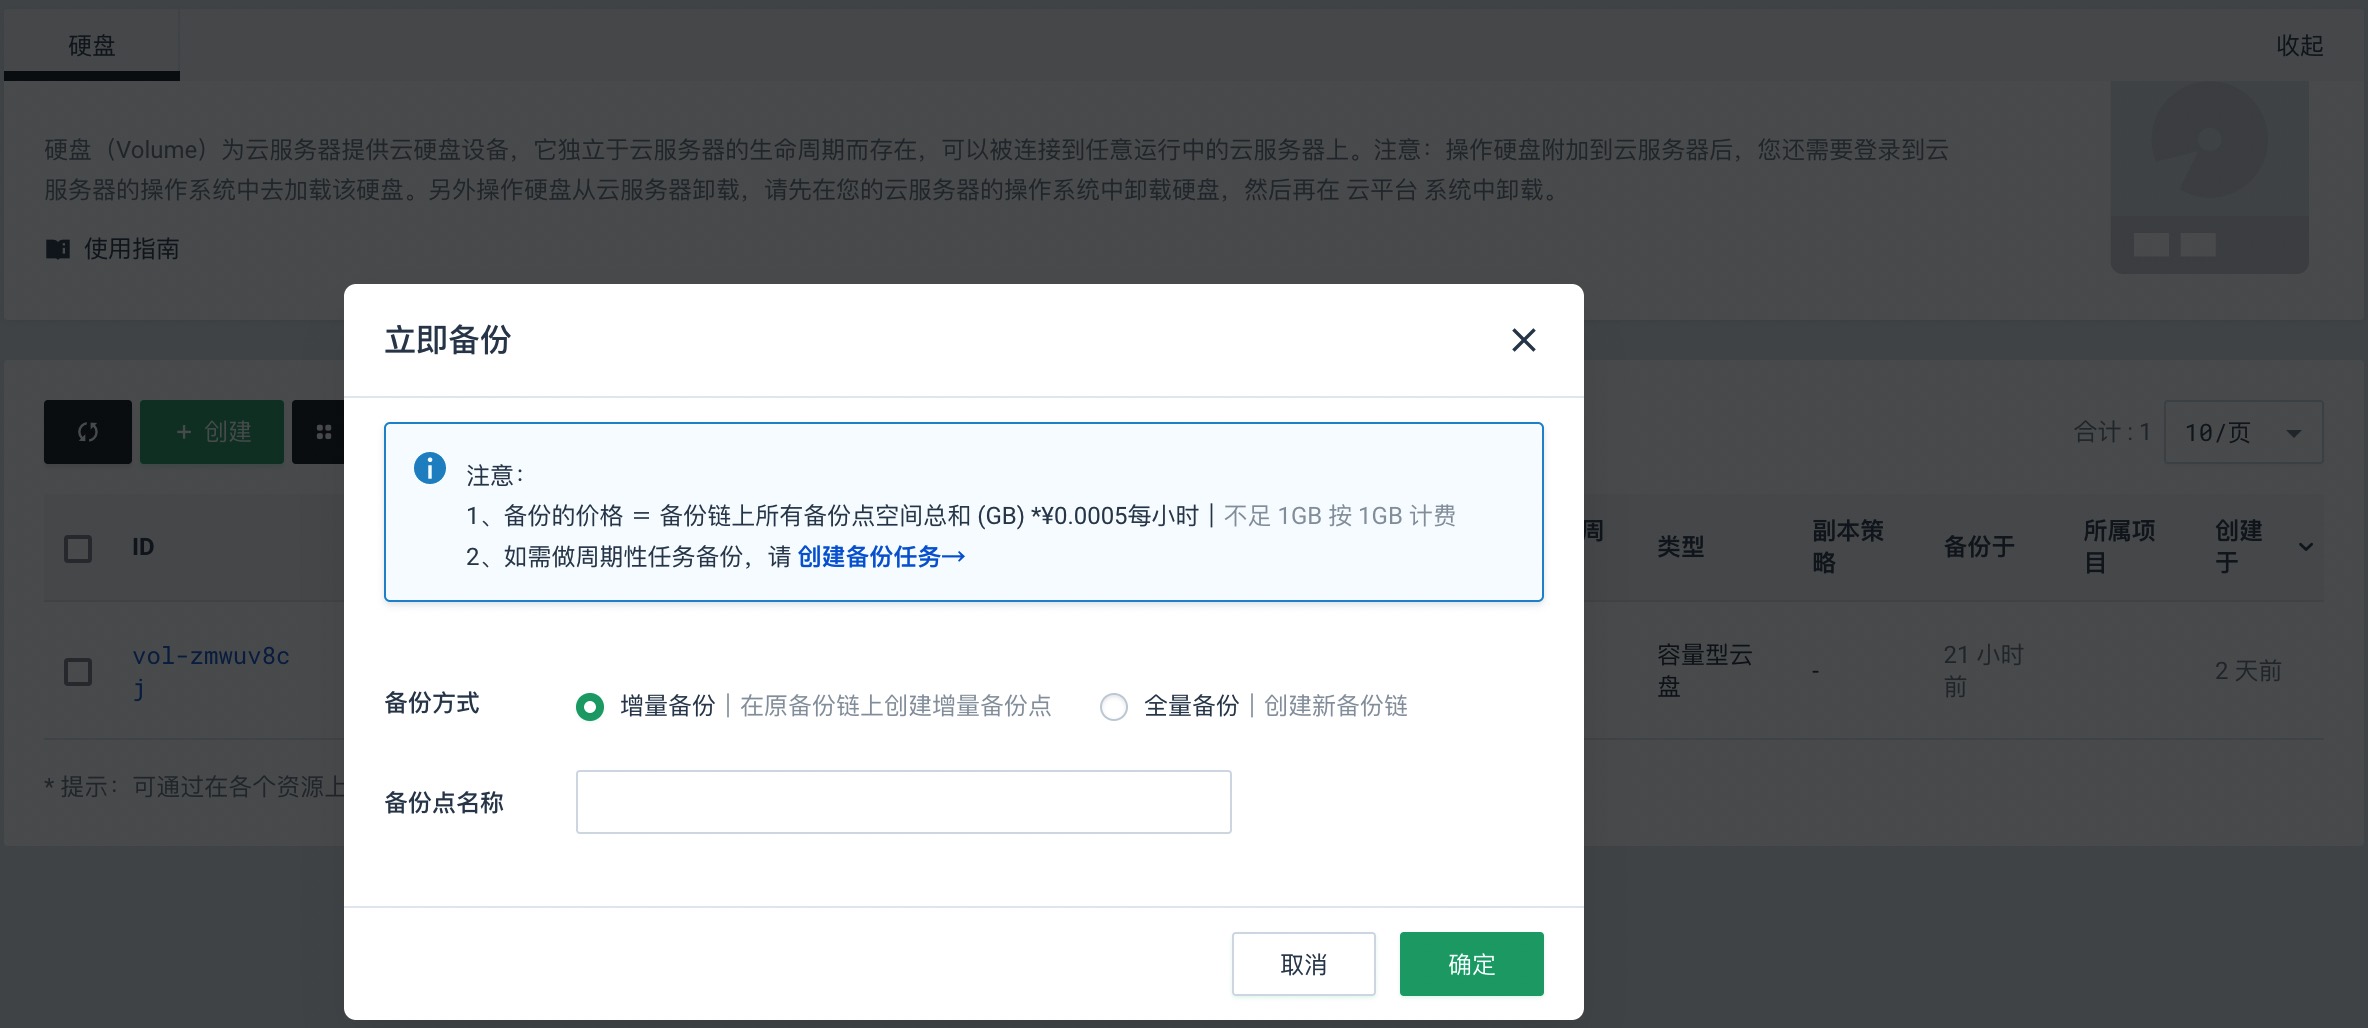 硬盘
收起
硬盘（Volume）为云服务器提供云硬盘设备，它独立于云服务器的生命周期而存在，可以被连接到任意运行中的云服务器上。注意：操作硬盘附加到云服务器后，您还需要登录到云
服务器的操作系统中去加载该硬盘。另外操作硬盘从云服务器卸载，请先在您的云服务器的操作系统中卸载硬盘，然后再在 云平台 系统中卸载。
使用指南
立即备份
+ 创建
合计 : 1
10/页
注意：
1、备份的价格 ＝ 备份链上所有备份点空间总和 (GB) *¥0.0005每小时 | 不足 1GB 按 1GB 计费
2、如需做周期性任务备份，请 创建备份任务→
ID
周
类型
副本策
略
备份于
所属项
目
创建
于
vol-zmwuv8c
j
容量型云
盘
-
21 小时
前
2 天前
备份方式
增量备份 | 在原备份链上创建增量备份点
全量备份 | 创建新备份链
* 提示：可通过在各个资源上
备份点名称
取消
确定